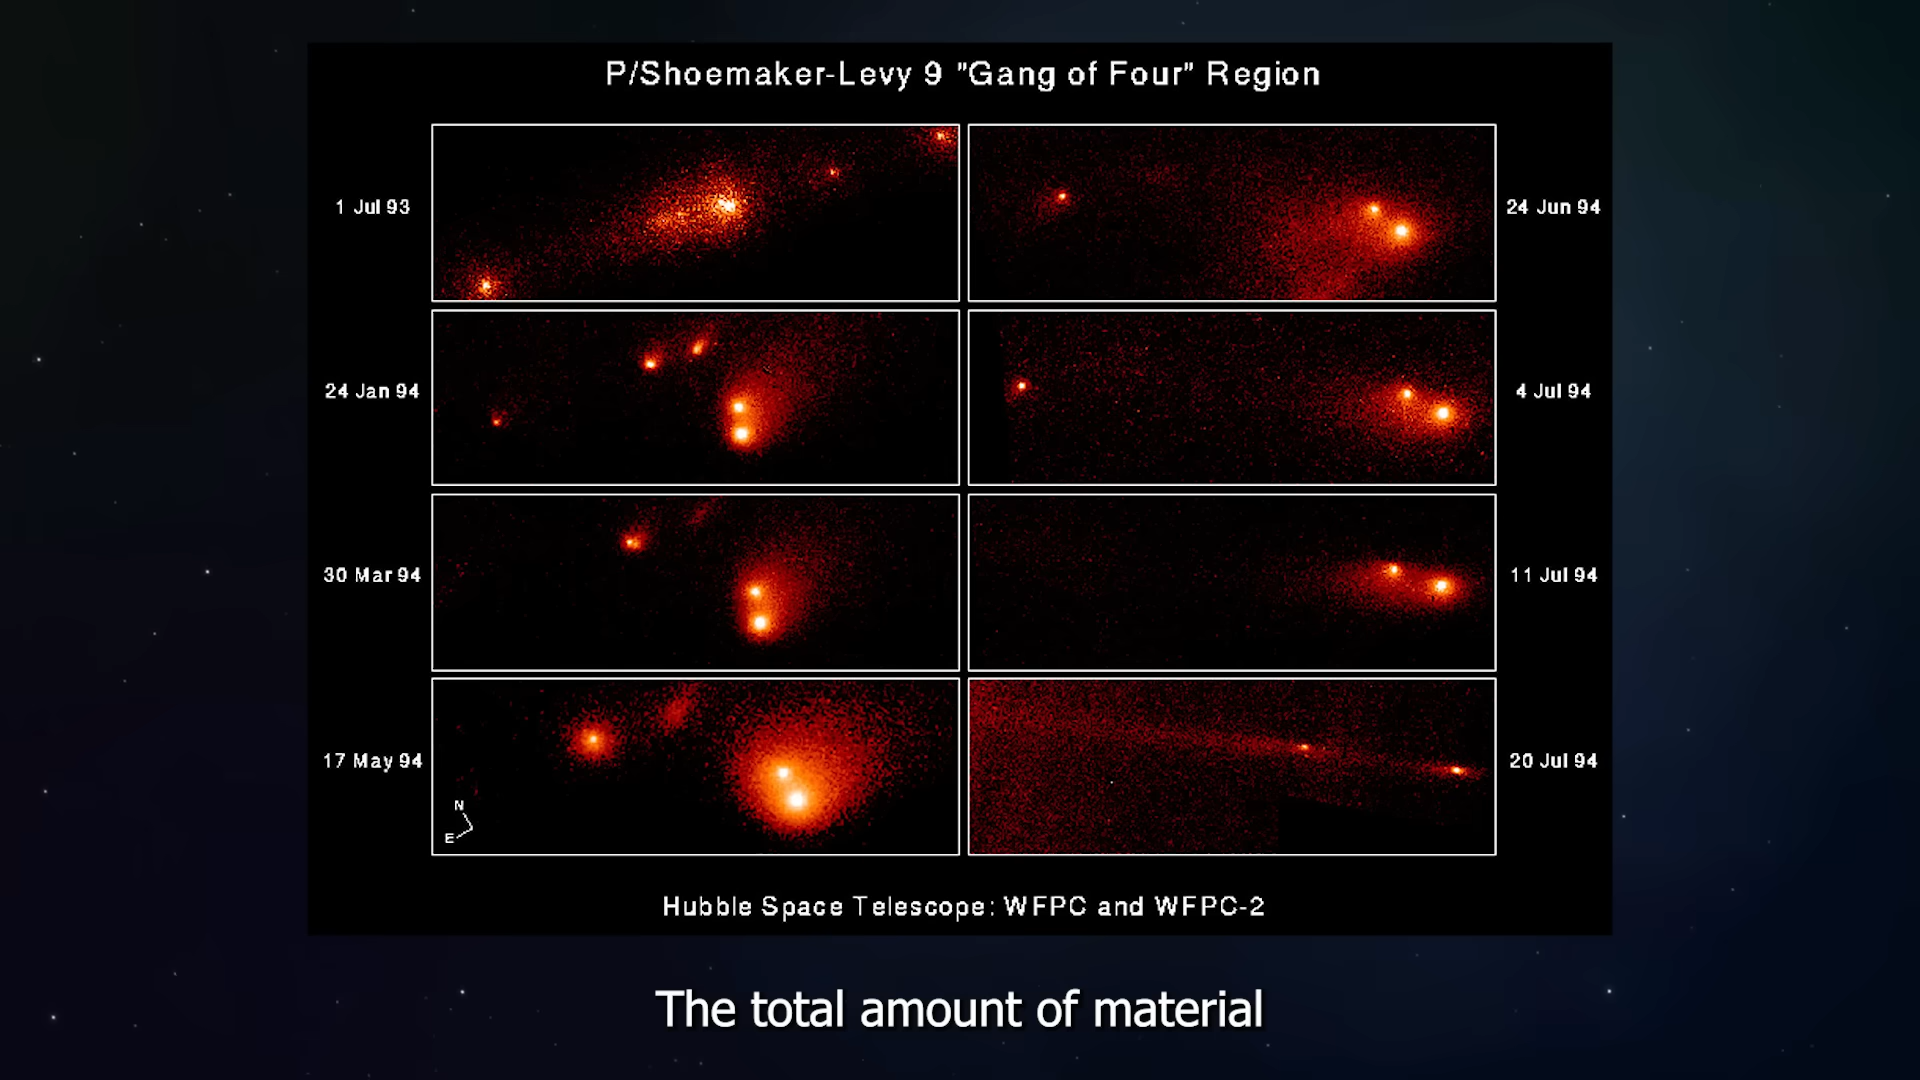 P/Shoemaker-Levy 9 "Gang of Four" Region
1 Jul 93
24 Jun 94
24 Jan 94
4 Jul 94
30 Mar 94
11 Jul 94
17 May 94
20 Jul 94
N
E
Hubble Space Telescope: WFPC and WFPC-2
The total amount of material